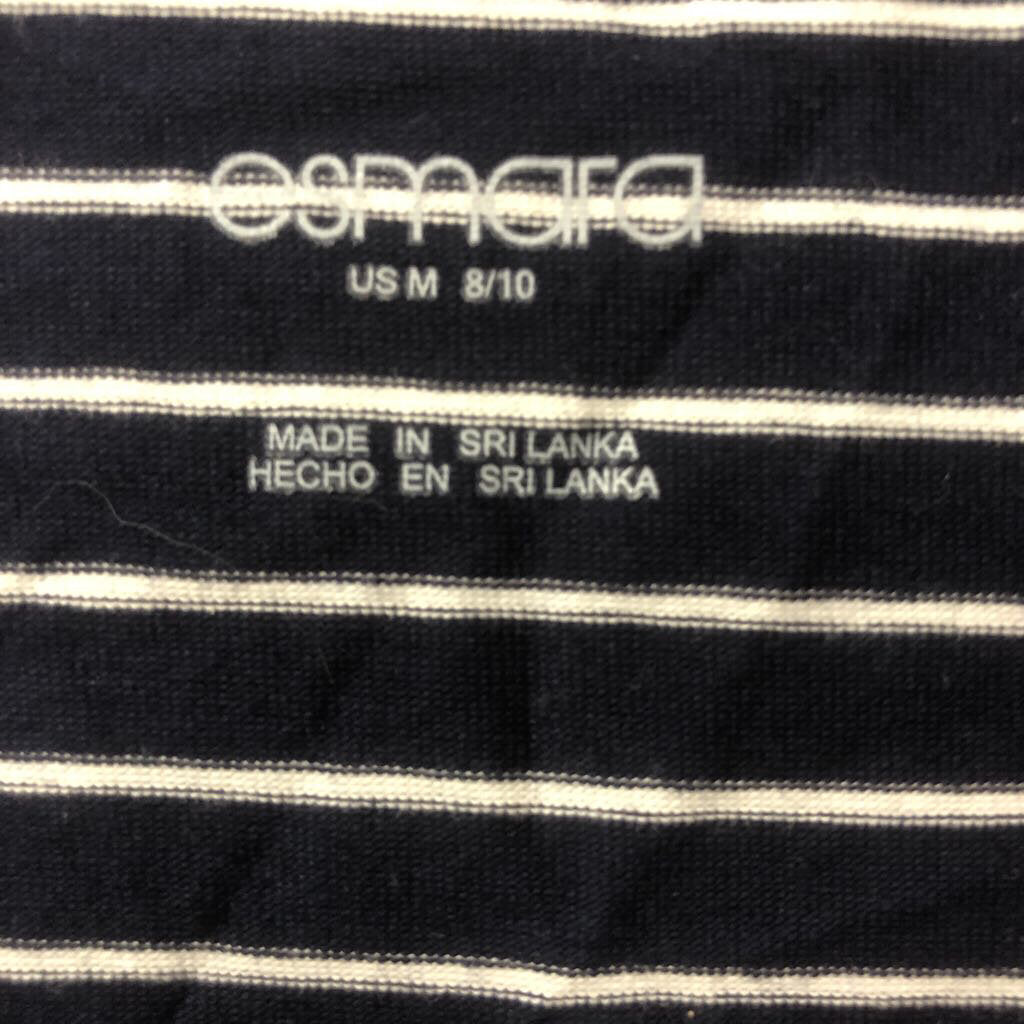 esmara
US M 8/10
MADE IN SRI LANKA
HECHO EN SRI LANKA